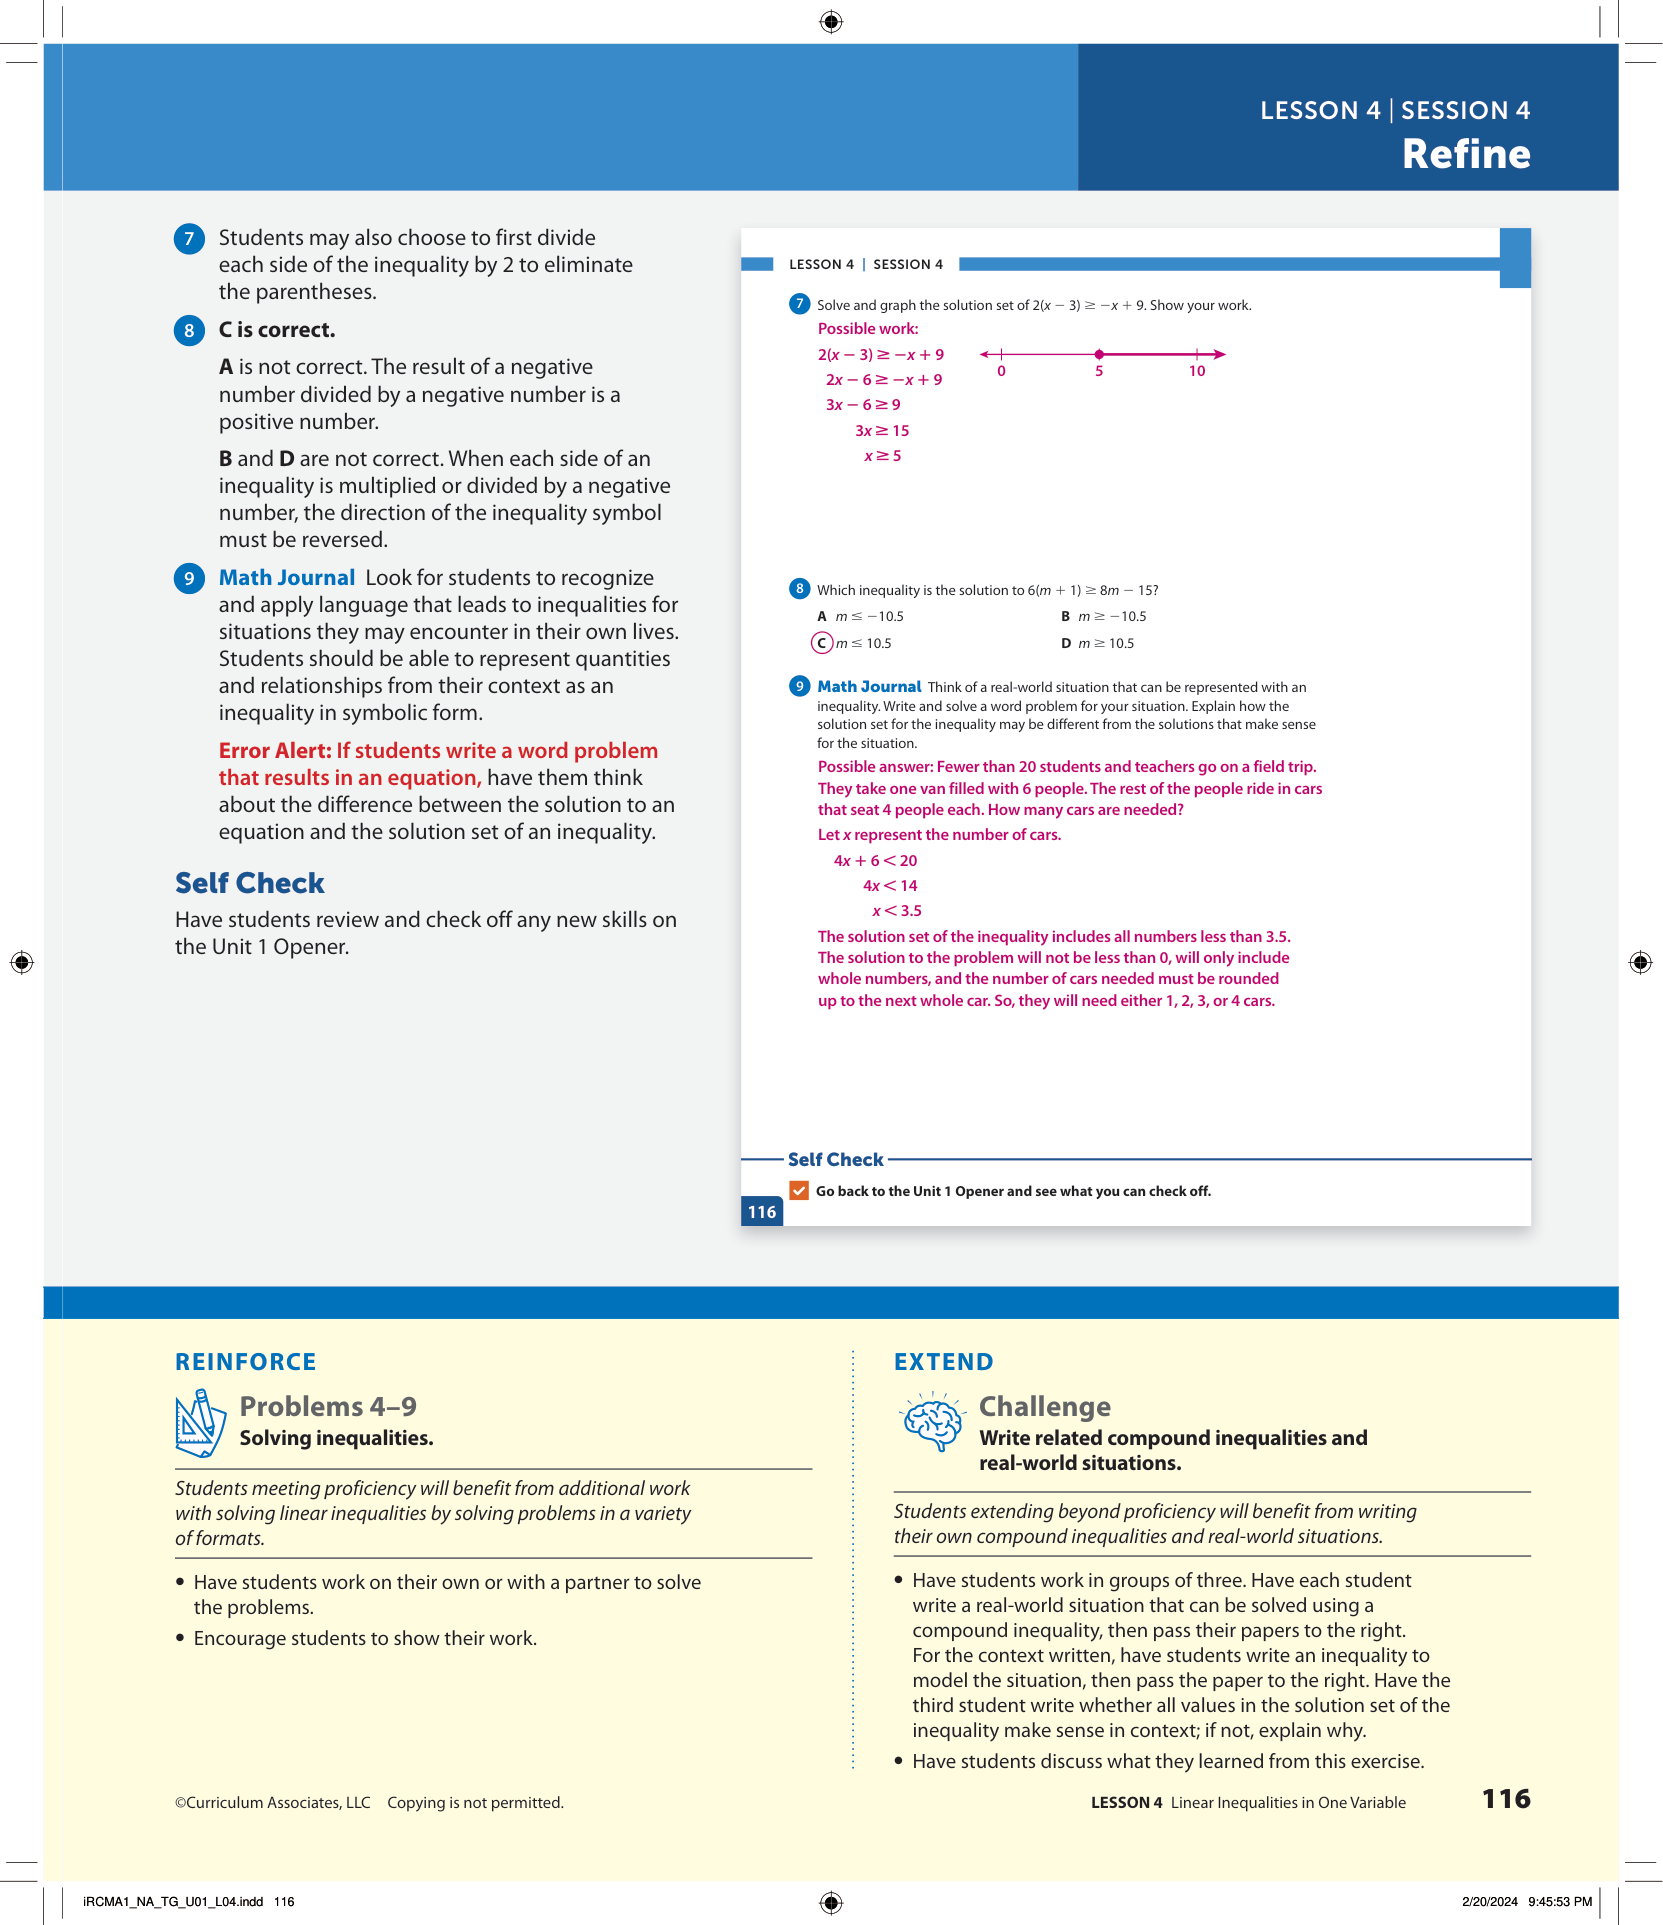 LESSON 4 | SESSION 4
Refine
7 Students may also choose to first divide
each side of the inequality by 2 to eliminate
the parentheses.
8 C is correct.
A is not correct. The result of a negative
number divided by a negative number is a
positive number.
B and D are not correct. When each side of an
inequality is multiplied or divided by a negative
number, the direction of the inequality symbol
must be reversed.
9 Math Journal Look for students to recognize
and apply language that leads to inequalities for
situations they may encounter in their own lives.
Students should be able to represent quantities
and relationships from their context as an
inequality in symbolic form.
Error Alert: If students write a word problem
that results in an equation, have them think
about the difference between the solution to an
equation and the solution set of an inequality.
Self Check
Have students review and check off any new skills on
the Unit 1 Opener.
LESSON 4 | SESSION 4
7 Solve and graph the solution set of 2(x − 3) ≥ −x + 9. Show your work.
Possible work:
2(x − 3) ≥ −x + 9
2x − 6 ≥ −x + 9
3x − 6 ≥ 9
3x ≥ 15
x ≥ 5
0 5 10
8 Which inequality is the solution to 6(m + 1) ≥ 8m − 15?
A m ≤ −10.5 B m ≥ −10.5
C m ≤ 10.5 D m ≥ 10.5
9 Math Journal Think of a real-world situation that can be represented with an
inequality. Write and solve a word problem for your situation. Explain how the
solution set for the inequality may be different from the solutions that make sense
for the situation.
Possible answer: Fewer than 20 students and teachers go on a field trip.
They take one van filled with 6 people. The rest of the people ride in cars
that seat 4 people each. How many cars are needed?
Let x represent the number of cars.
4x + 6 < 20
4x < 14
x < 3.5
The solution set of the inequality includes all numbers less than 3.5.
The solution to the problem will not be less than 0, will only include
whole numbers, and the number of cars needed must be rounded
up to the next whole car. So, they will need either 1, 2, 3, or 4 cars.
Self Check
Go back to the Unit 1 Opener and see what you can check off.
116
REINFORCE
Problems 4–9
Solving inequalities.
Students meeting proficiency will benefit from additional work
with solving linear inequalities by solving problems in a variety
of formats.
• Have students work on their own or with a partner to solve
the problems.
• Encourage students to show their work.
EXTEND
Challenge
Write related compound inequalities and
real-world situations.
Students extending beyond proficiency will benefit from writing
their own compound inequalities and real-world situations.
• Have students work in groups of three. Have each student
write a real-world situation that can be solved using a
compound inequality, then pass their papers to the right.
For the context written, have students write an inequality to
model the situation, then pass the paper to the right. Have the
third student write whether all values in the solution set of the
inequality make sense in context; if not, explain why.
• Have students discuss what they learned from this exercise.
©Curriculum Associates, LLC Copying is not permitted.
LESSON 4 Linear Inequalities in One Variable 116
iRCMA1_NA_TG_U01_L04.indd 116
2/20/2024 9:45:53 PM